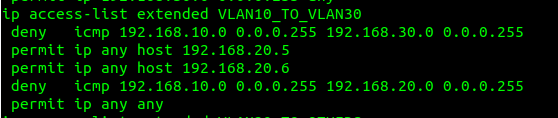 ip access-list extended VLAN10_TO_VLAN30
deny   icmp 192.168.10.0 0.0.0.255 192.168.30.0 0.0.0.255
permit ip any host 192.168.20.5
permit ip any host 192.168.20.6
deny   icmp 192.168.10.0 0.0.0.255 192.168.20.0 0.0.0.255
permit ip any any